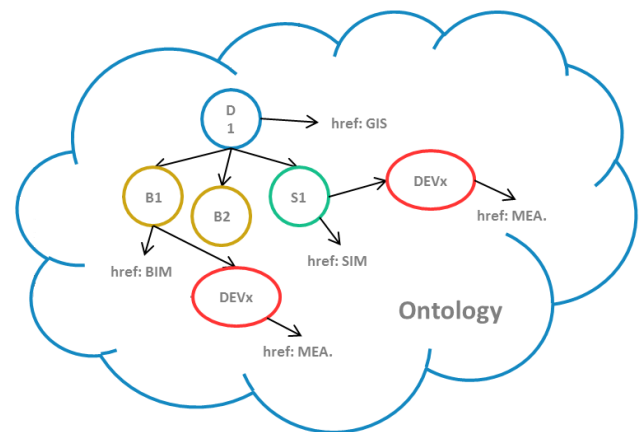 D
1
href: GIS
B1
B2
S1
DEVx
href: MEA.
href: BIM
href: SIM
DEVx
Ontology
href: MEA.